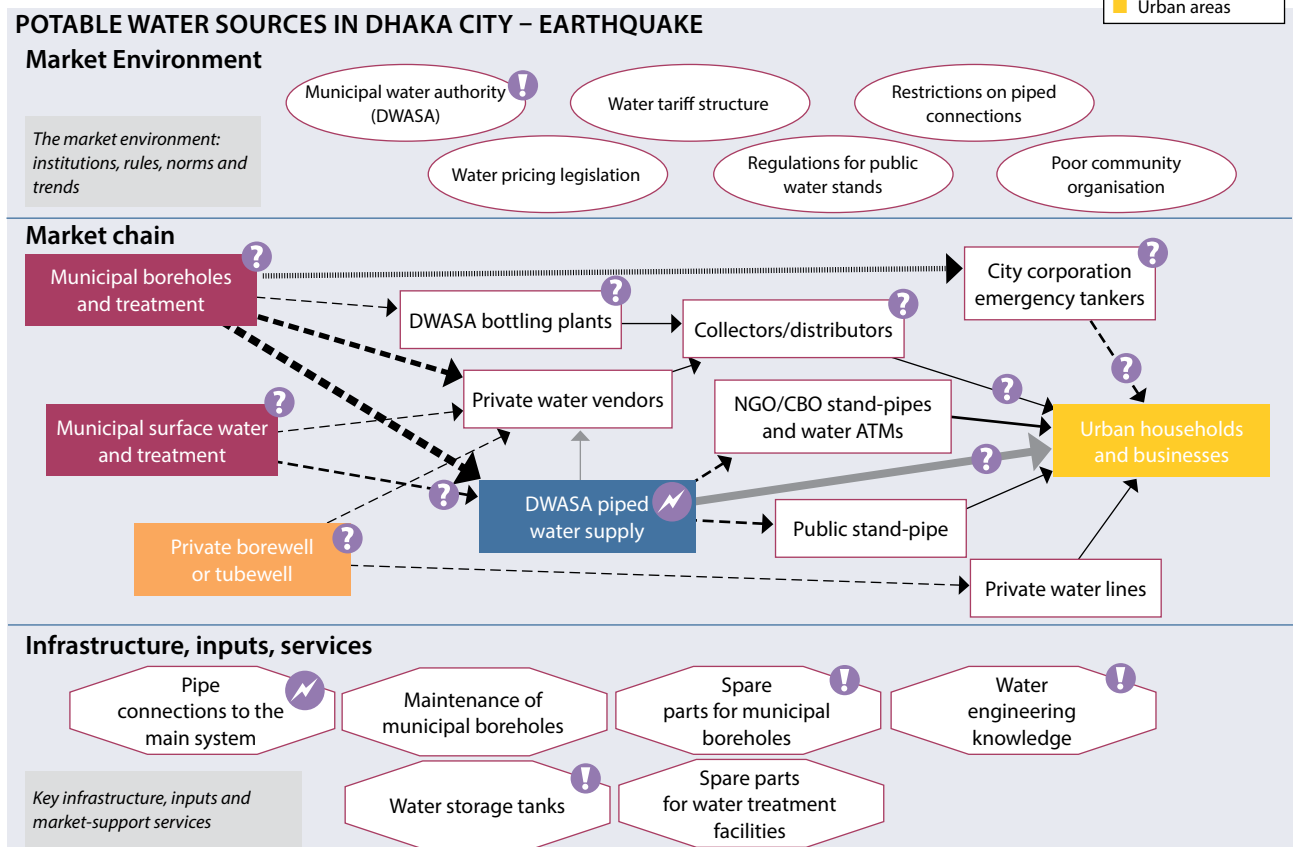 Urban areas
POTABLE WATER SOURCES IN DHAKA CITY – EARTHQUAKE
Market Environment
Municipal water authority
(DWASA)
!
Water tariff structure
Restrictions on piped
connections
The market environment:
institutions, rules, norms and
trends
Water pricing legislation
Regulations for public
water stands
Poor community
organisation
Market chain
Municipal boreholes
and treatment
?
City corporation
emergency tankers
?
DWASA bottling plants
?
Collectors/distributors
?
?
?
Private water vendors
NGO/CBO stand-pipes
and water ATMs
Urban households
and businesses
Municipal surface water
and treatment
?
?
?
DWASA piped
water supply
Public stand-pipe
Private borewell
or tubewell
?
Private water lines
Infrastructure, inputs, services
Pipe
connections to the
main system
Maintenance of
municipal boreholes
Spare
parts for municipal
boreholes
!
Water
engineering
knowledge
!
Key infrastructure, inputs and
market-support services
Water storage tanks
!
Spare parts
for water treatment
facilities